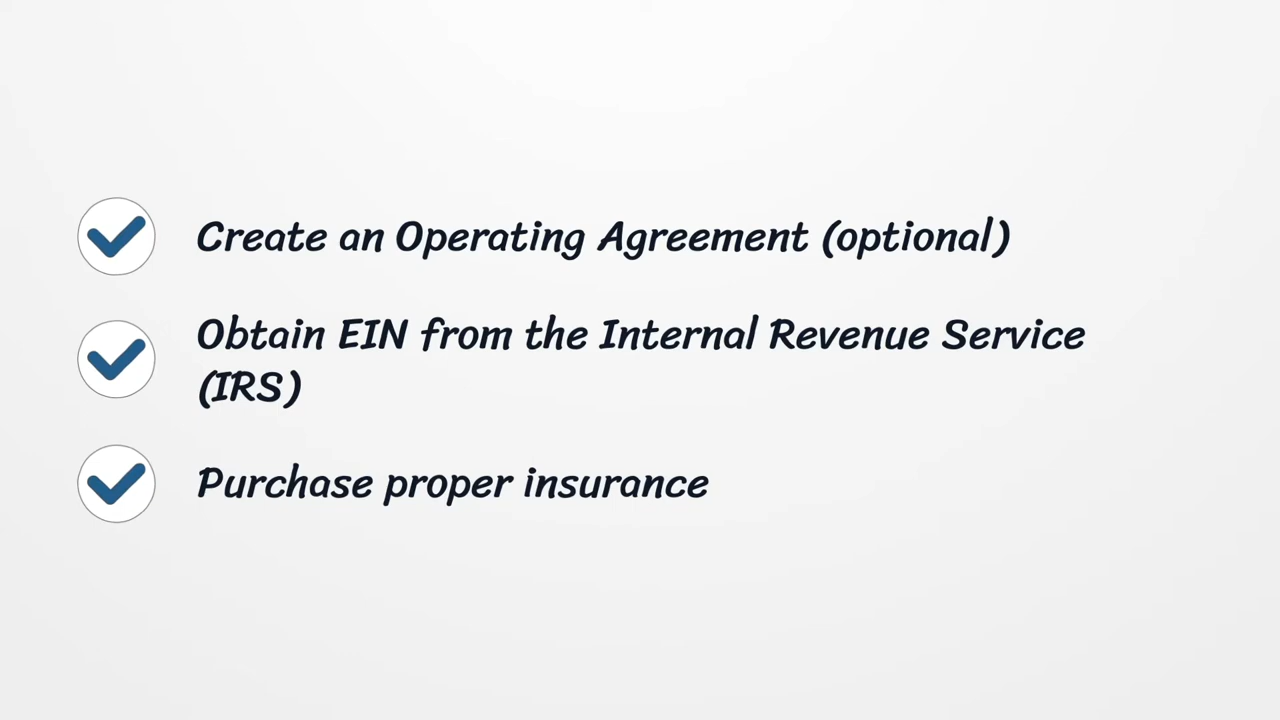 Create an Operating Agreement (optional)
Obtain EIN from the Internal Revenue Service
(IRS)
Purchase proper insurance